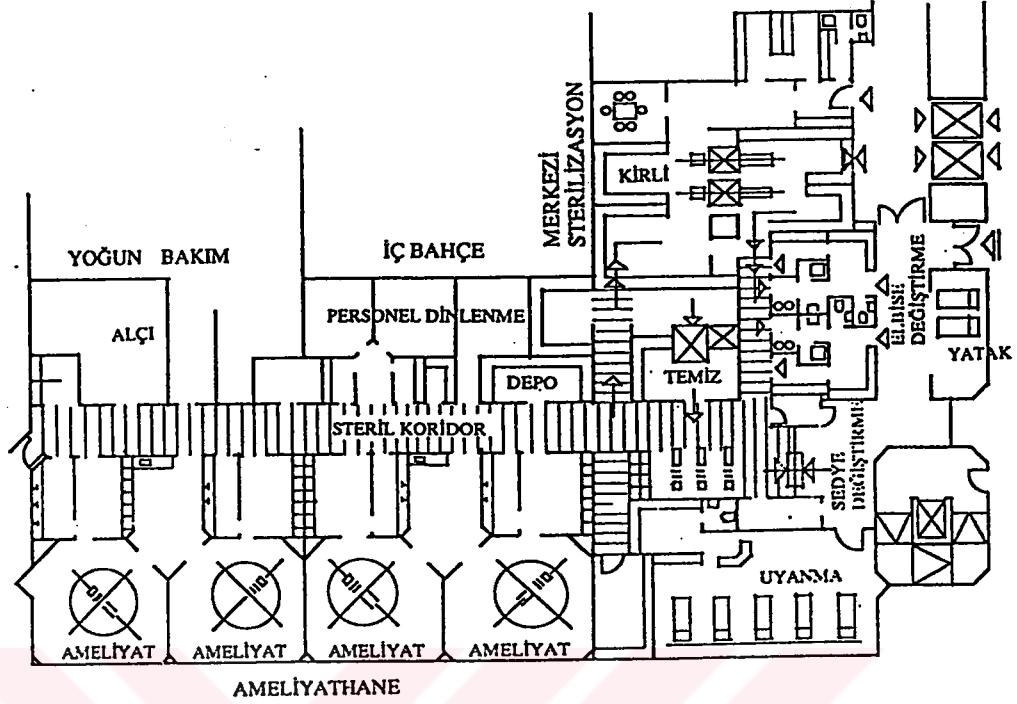 MERKEZİ
STERİLİZASYON
KİRLİ
YOĞUN BAKIM
İÇ BAHÇE
ELBİSE
DEĞİŞTİRME
ALÇI
PERSONEL DİNLENME
YATAK
DEPO
TEMİZ
STERİL KORİDOR
SEDYE
DEĞİŞTİRME
UYANMA
AMELİYAT
AMELİYAT
AMELİYAT
AMELİYAT
AMELİYATHANE